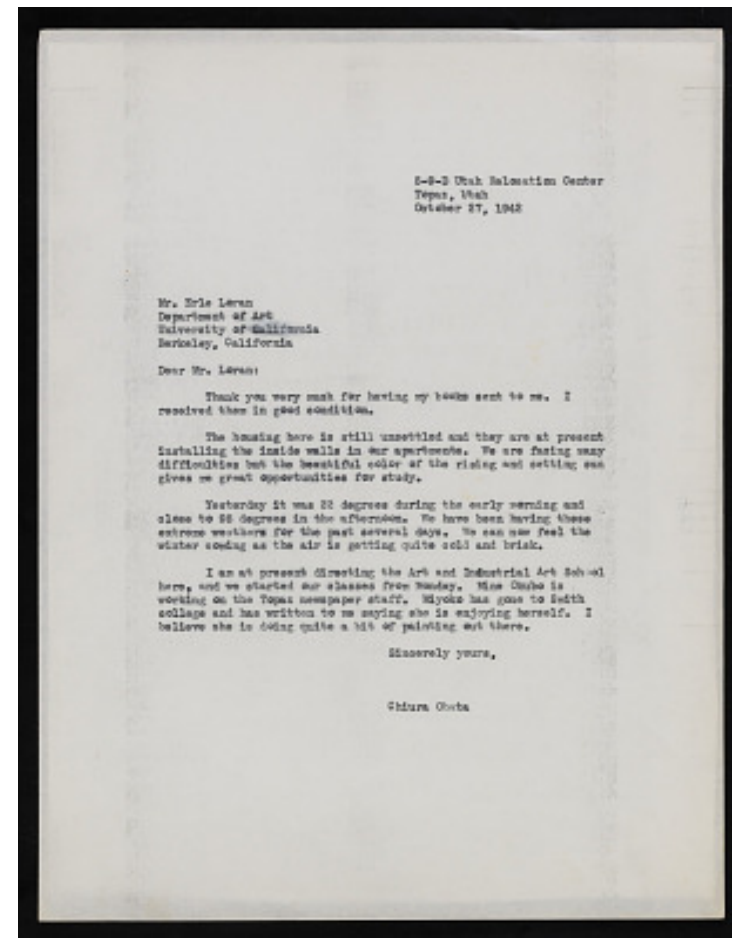 5-9-D Utah Relocation Center
Topaz, Utah
October 27, 1942
Mr. Erle Loran
Department of Art
University of California
Berkeley, California
Dear Mr. Loran:
Thank you very much for having my books sent to me. I
received them in good condition.
The housing here is still unsettled and they are at present
installing the inside walls in our apartments. We are facing many
difficulties but the beautiful color of the rising and setting sun
gives me great opportunities for study.
Yesterday it was 22 degrees during the early morning and
close to degrees in the afternoon. We have been having these
extreme weathers for the past several days. We can now feel the
winter coming as the air is getting quite cold and brisk.
I am at present directing the Art and Industrial Art School
here, and we started our classes from Monday. Mine Okubo is
working on the Topaz newspaper staff. Miyoko has gone to Smith
college and has written to me saying she is enjoying herself. I
believe she is doing quite a bit of painting out there.
Sincerely yours,
Chiura Obata